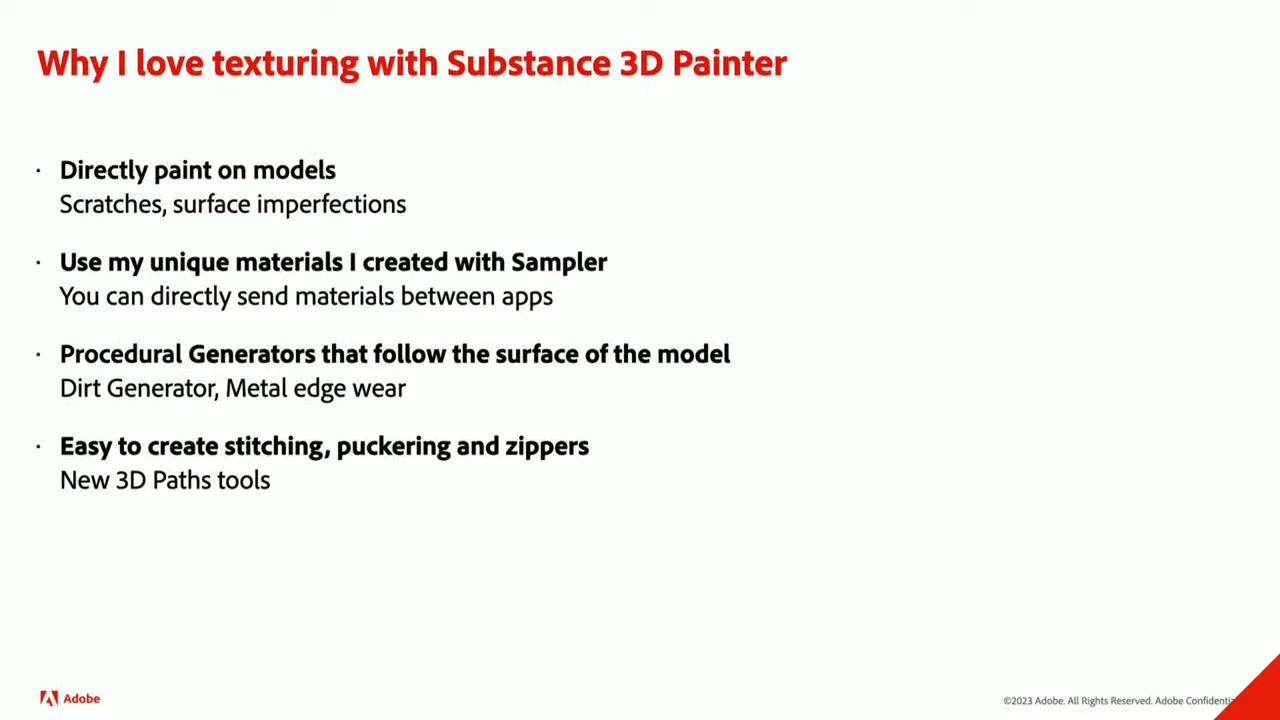 Why I love texturing with Substance 3D Painter
· Directly paint on models
Scratches, surface imperfections
· Use my unique materials I created with Sampler
You can directly send materials between apps
· Procedural Generators that follow the surface of the model
Dirt Generator, Metal edge wear
· Easy to create stitching, puckering and zippers
New 3D Paths tools
Adobe
©2023 Adobe. All Rights Reserved. Adobe Confidentia